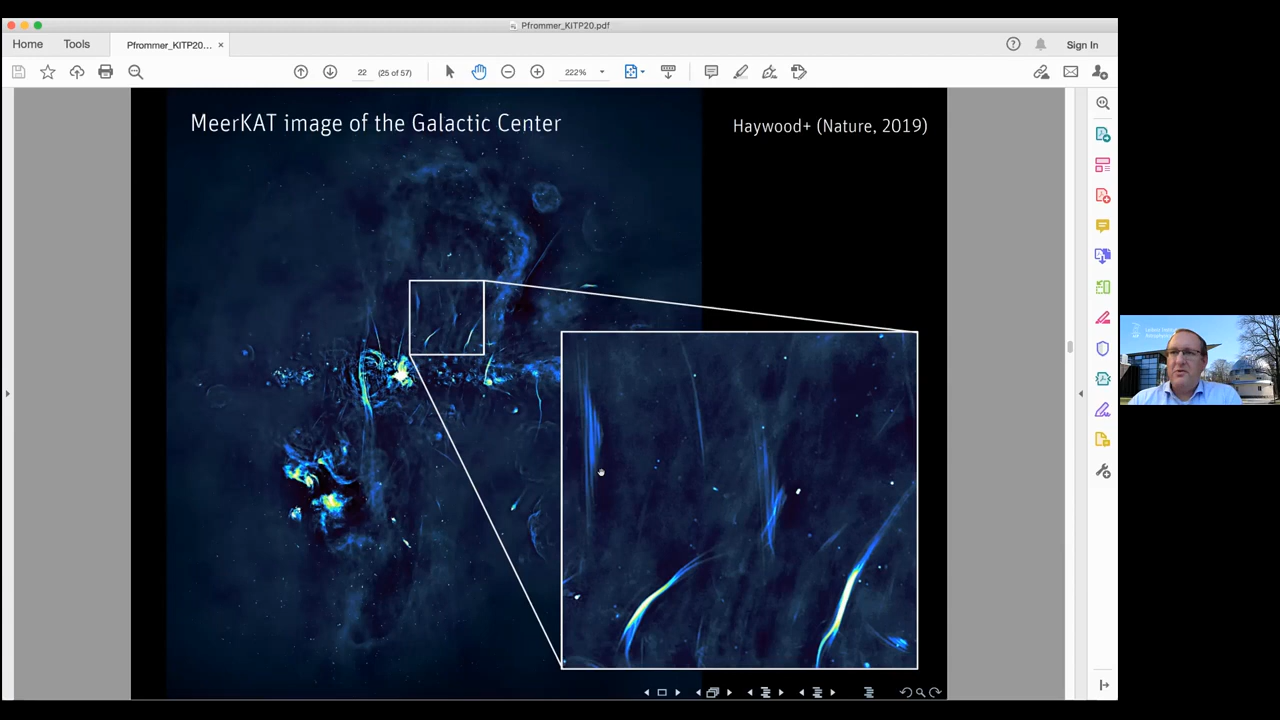 Pfrommer_KITP20.pdf
Home
Tools
Pfrommer_KITP20... ×
Sign In
22
(25 of 57)
222%
MeerKAT image of the Galactic Center
Haywood+ (Nature, 2019)